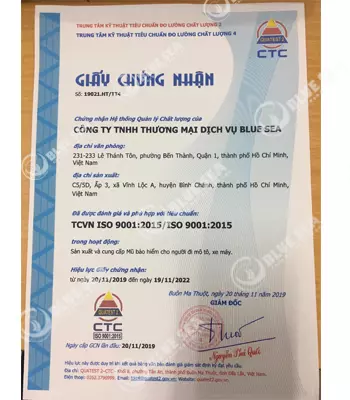 TRUNG TÂM KỸ THUẬT TIÊU CHUẨN ĐO LƯỜNG CHẤT LƯỢNG 2
TRUNG TÂM KỸ THUẬT TIÊU CHUẨN ĐO LƯỜNG CHẤT LƯỢNG 4
QUATEST 2
CTC
GIẤY CHỨNG NHẬN
Số: 19021.HT/TT4
Chứng nhận Hệ thống Quản lý Chất lượng của
CÔNG TY TNHH THƯƠNG MẠI DỊCH VỤ BLUE SEA
địa chỉ văn phòng:
231-233 Lê Thánh Tôn, phường Bến Thành, Quận 1, thành phố Hồ Chí Minh,
Việt Nam
địa chỉ sản xuất:
C5/5D, Ấp 3, xã Vĩnh Lộc A, huyện Bình Chánh, thành phố Hồ Chí Minh,
Việt Nam
Đã được đánh giá và phù hợp với tiêu chuẩn:
TCVN ISO 9001:2015/ISO 9001:2015
trong hoạt động:
Sản xuất và cung cấp Mũ bảo hiểm cho người đi mô tô, xe máy.
Hiệu lực giấy chứng nhận:
từ ngày 20/11/2019 đến ngày 19/11/2022
Buôn Ma Thuột, ngày 20 tháng 11 năm 2019
GIÁM ĐỐC
QUATEST 2
CTC
ISO 9001:2015
Nguyễn Phú Quốc
Ngày cấp GCN lần đầu: 20/11/2019
BLUE SEA